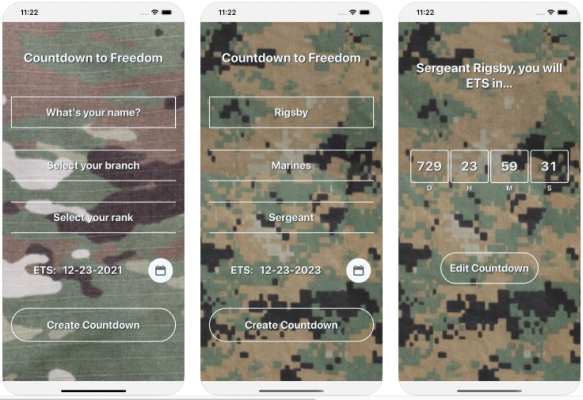 11:22
Countdown to Freedom
What's your name?
Select your branch
Select your rank
ETS: 12-23-2021
Create Countdown
11:22
Countdown to Freedom
Rigsby
Marines
Sergeant
ETS: 12-23-2023
Create Countdown
11:22
Sergeant Rigsby, you will
ETS in...
729 23 59 31
D H M S
Edit Countdown